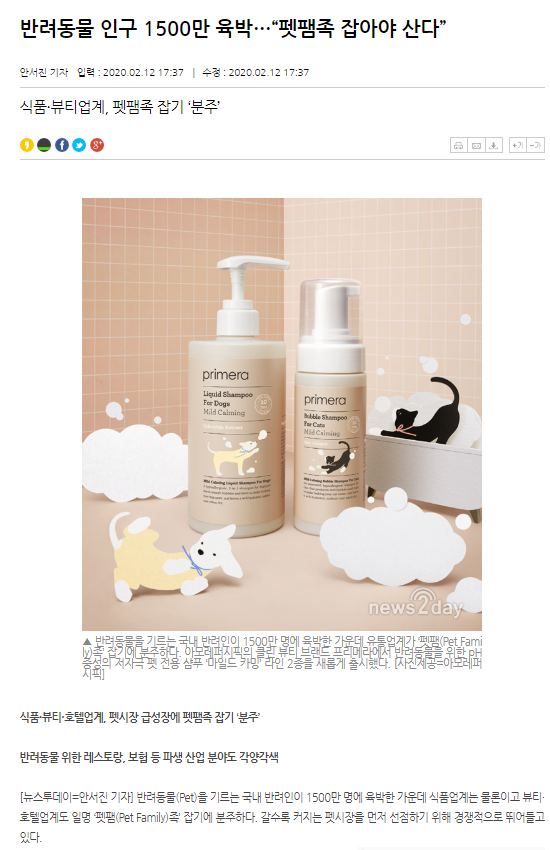 반려동물 인구 1500만 육박…“펫팸족 잡아야 산다”
안서진 기자 입력 : 2020.02.12 17:37 | 수정 : 2020.02.12 17:37
식품·뷰티업계, 펫팸족 잡기 ‘분주’
+가 -가
primera
Liquid Shampoo
For Dogs
Mild Calming
primera
Bubble Shampoo
For Cats
Mild Calming
news2day
▲ 반려동물을 기르는 국내 반려인이 1500만 명에 육박한 가운데 유통업계가 '펫팸(Pet Fami
ly)족' 잡기에 분주하다. 아모레퍼시픽의 클린 뷰티 브랜드 프리메라에서 반려동물을 위한 pH
중성의 저자극 펫 전용 샴푸 '마일드 카밍' 라인 2종을 새롭게 출시했다. [사진제공=아모레퍼
시픽]
식품·뷰티·호텔업계, 펫시장 급성장에 펫팸족 잡기 ‘분주’
반려동물 위한 레스토랑, 보험 등 파생 산업 분야도 각양각색
[뉴스투데이=안서진 기자] 반려동물(Pet)을 기르는 국내 반려인이 1500만 명에 육박한 가운데 식품업계는 물론이고 뷰티·
호텔업계도 일명 ‘펫팸(Pet Family)족’ 잡기에 분주하다. 갈수록 커지는 펫시장을 먼저 선점하기 위해 경쟁적으로 뛰어들고
있다.